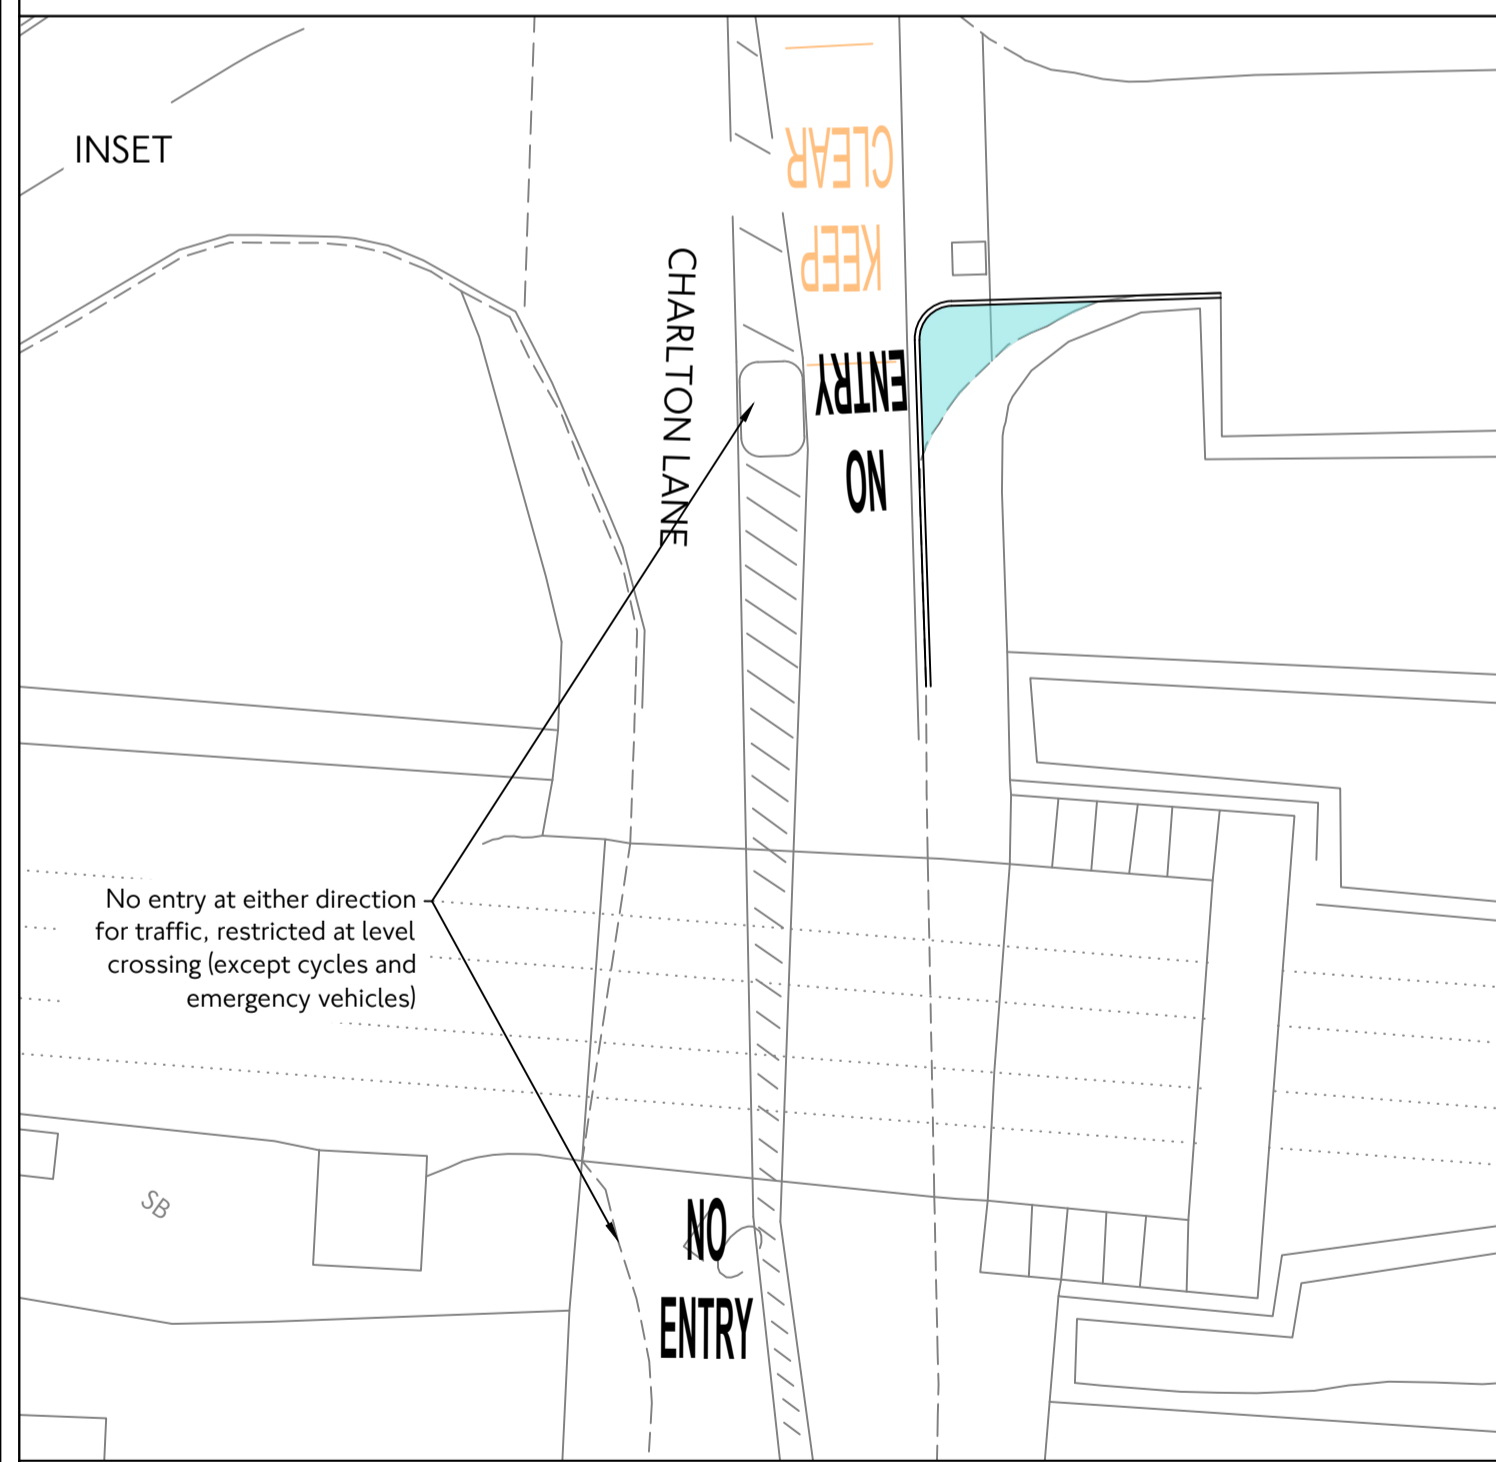 INSET
CLEAR
KEEP
CHARLTON LANE
ENTRY
NO
No entry at either direction
for traffic, restricted at level
crossing (except cycles and
emergency vehicles)
SB
NO
ENTRY